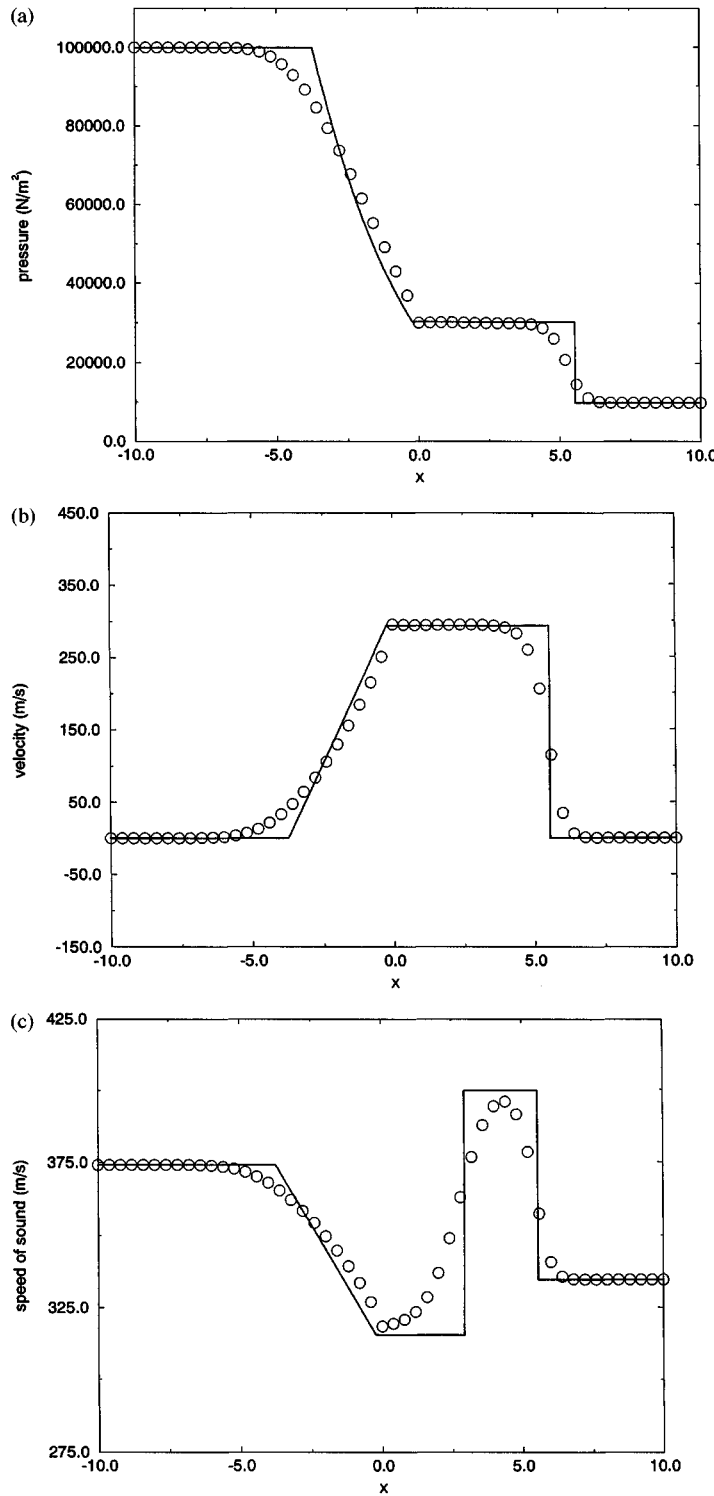 (a)
100000.0
80000.0
60000.0
40000.0
20000.0
0.0
pressure (N/m²)
-10.0 -5.0 0.0 5.0 10.0
x
(b)
450.0
350.0
250.0
150.0
50.0
-50.0
-150.0
velocity (m/s)
-10.0 -5.0 0.0 5.0 10.0
x
(c)
425.0
375.0
325.0
275.0
speed of sound (m/s)
-10.0 -5.0 0.0 5.0 10.0
x